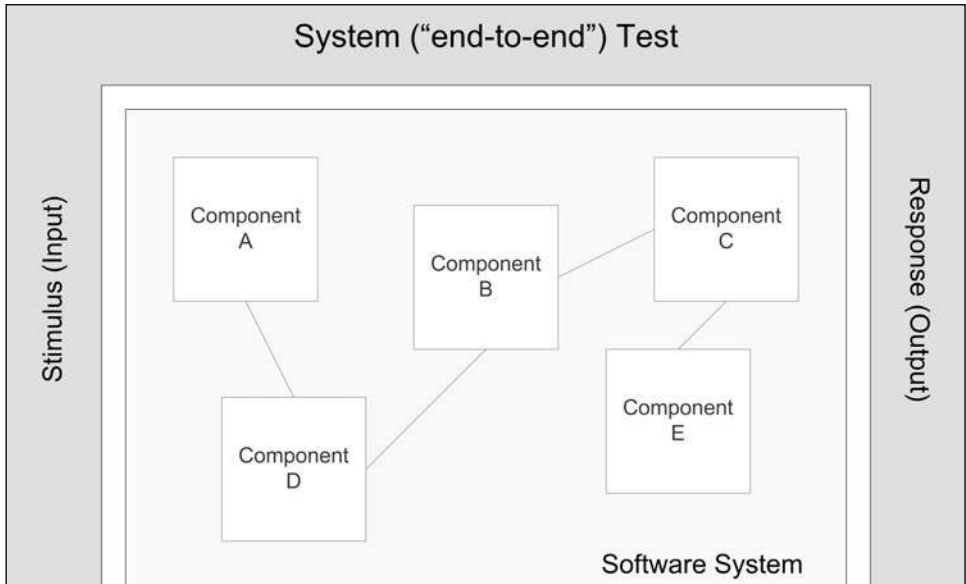 System (“end-to-end”) Test
Stimulus (Input)
Component
A
Component
B
Component
C
Component
D
Component
E
Response (Output)
Software System